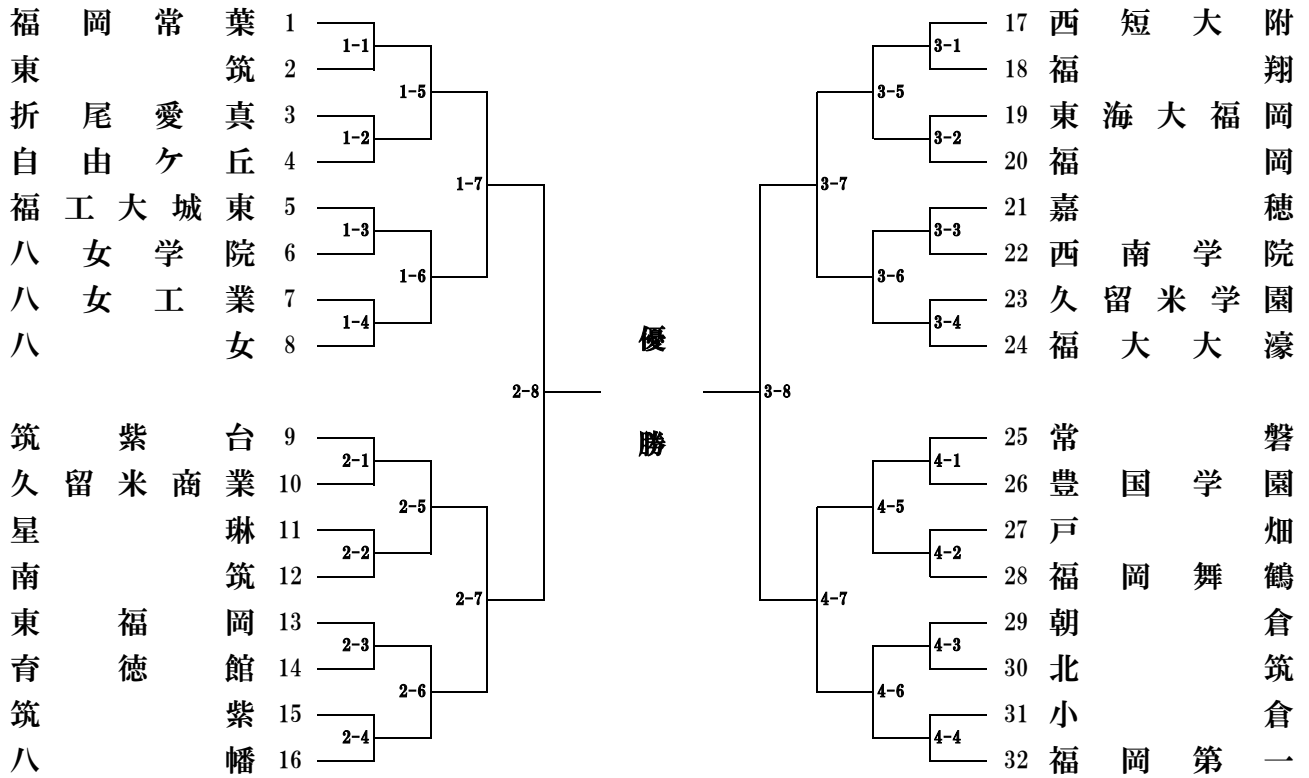 福岡常葉 1
1-1
東筑 2
1-5
折尾愛真 3
1-2
自由ケ丘 4
1-7
福工大城東 5
1-3
八女学院 6
1-6
八女工業 7
1-4
八女 8
2-8
筑紫台 9
2-1
久留米商業 10
2-5
星琳 11
2-2
南筑 12
2-7
東福岡 13
2-3
育徳館 14
2-6
筑紫 15
2-4
八幡 16
優勝
17 西短大附
3-1
18 福翔
3-5
19 東海大福岡
3-2
20 福岡
3-7
21 嘉穂
3-3
22 西南学院
3-6
23 久留米学園
3-4
24 福大大濠
3-8
25 常磐
4-1
26 豊国学園
4-5
27 戸畑
4-2
28 福岡舞鶴
4-7
29 朝倉
4-3
30 北筑
4-6
31 小倉
4-4
32 福岡第一